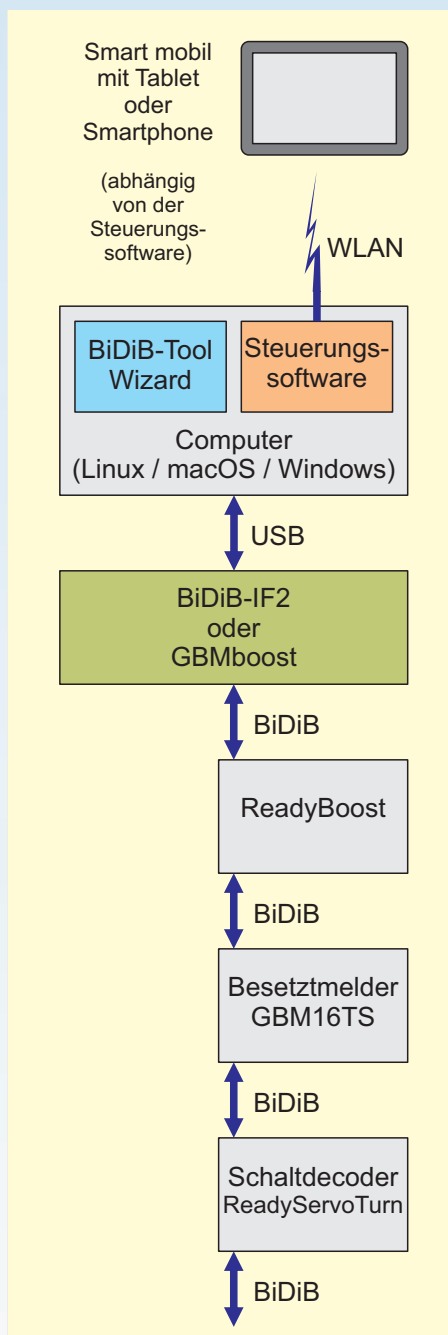 Smart mobil
mit Tablet
oder
Smartphone
(abhängig
von der
Steuerungs-
software)
WLAN
BiDiB-Tool
Wizard
Steuerungs-
software
Computer
(Linux / macOS / Windows)
USB
BiDiB-IF2
oder
GBMboost
BiDiB
ReadyBoost
BiDiB
Besetztmelder
GBM16TS
BiDiB
Schaltdecoder
ReadyServoTurn
BiDiB